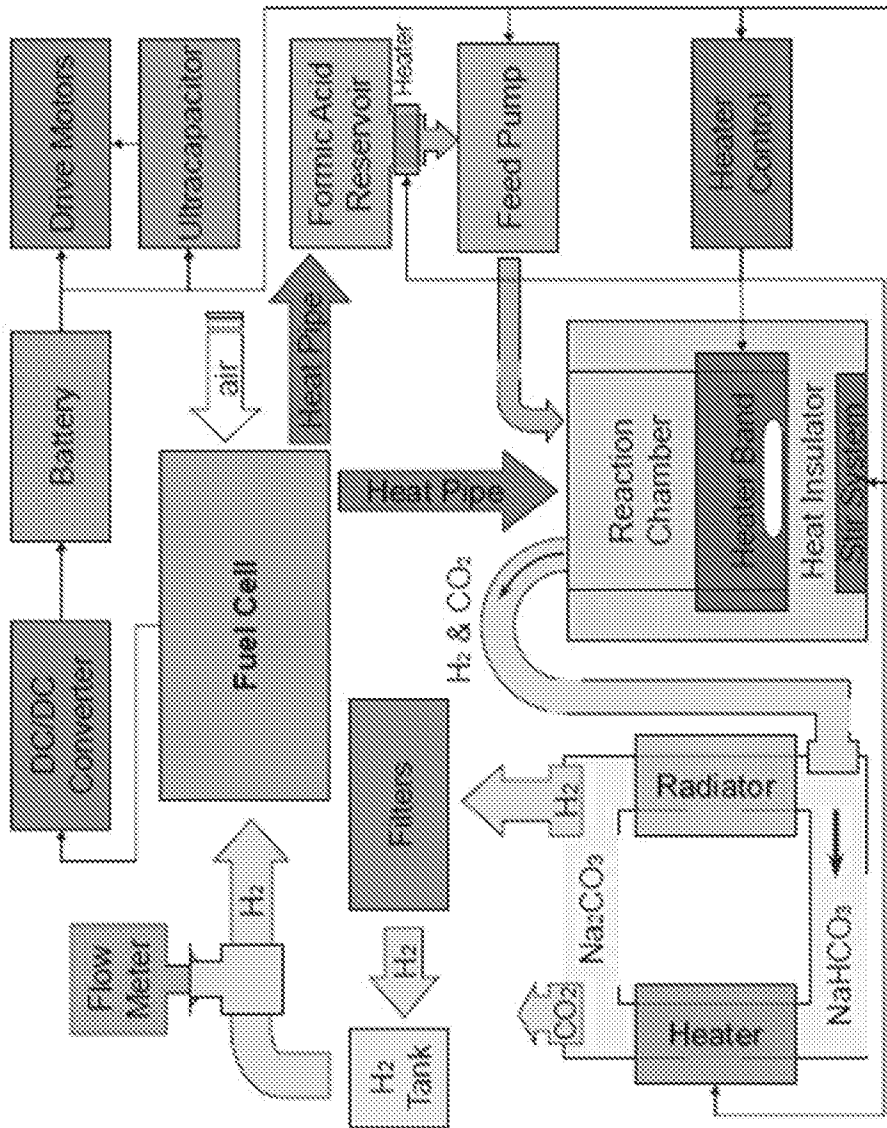 Drive Motors
Ultracapacitor
Battery
DC/DC
Converter
Formic Acid
Reservoir
Heater
Feed Pump
Heater
Control
air
Heat Pipe
Fuel Cell
Heat Pipe
Flow
Meter
H₂
Filters
H₂
H₂
Tank
H₂ & CO₂
Reaction
Chamber
Heater Band
Heat Insulator
Stir System
H₂
Radiator
Na₂CO₃
CO₂
Heater
NaHCO₃